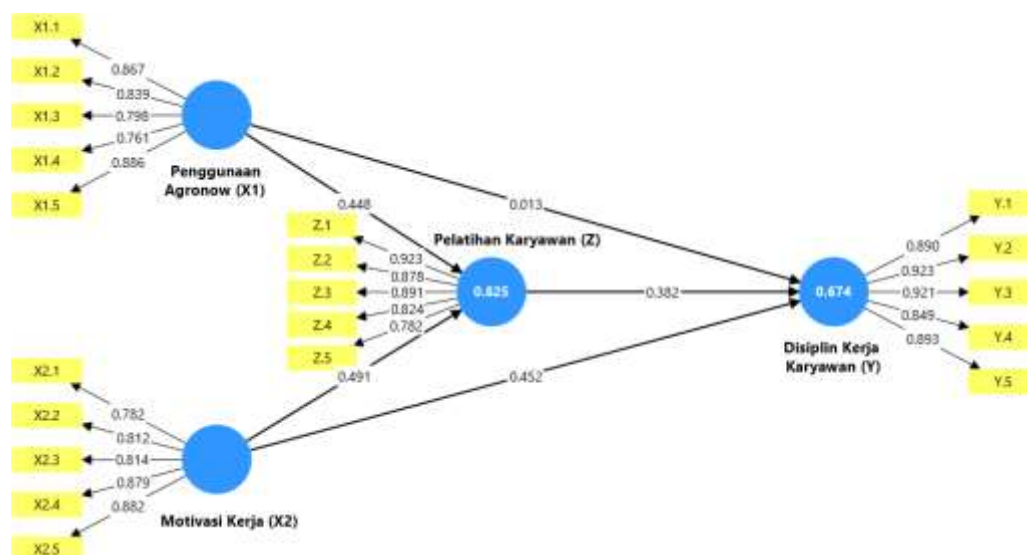 X1.1
0.867
X1.2
0.839
X1.3
0.798
X1.4
0.761
X1.5
0.886
Penggunaan
Agronow (X1)
0.448
0.013
Z.1
0.923
Z.2
0.878
Z.3
0.891
Z.4
0.824
Z.5
0.782
Pelatihan Karyawan (Z)
0.625
0.382
0,674
Disiplin Kerja
Karyawan (Y)
Y.1
0.890
Y.2
0.923
Y.3
0.921
Y.4
0.849
Y.5
0.893
0.491
0.452
X2.1
0.782
X2.2
0.812
X2.3
0.814
X2.4
0.879
X2.5
0.882
Motivasi Kerja (X2)